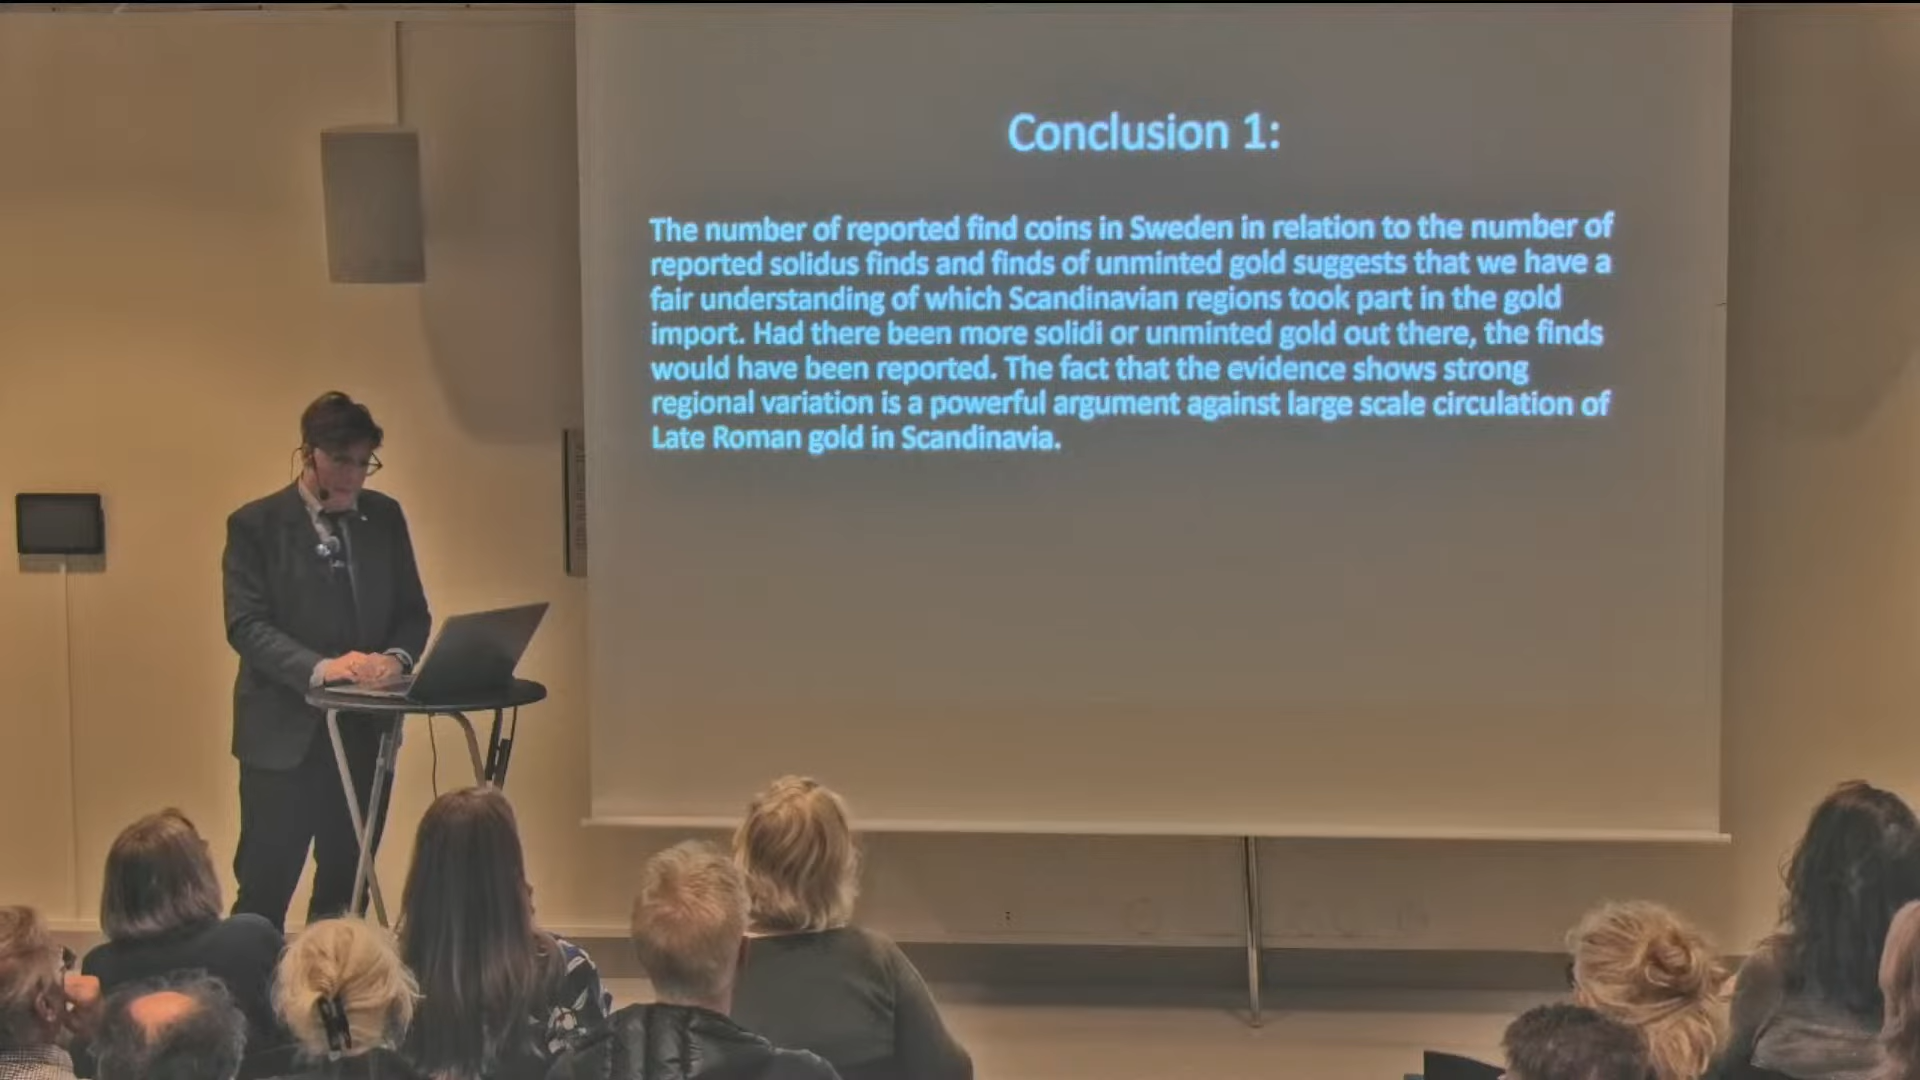 Conclusion 1:
The number of reported find coins in Sweden in relation to the number of
reported solidus finds and finds of unminted gold suggests that we have a
fair understanding of which Scandinavian regions took part in the gold
import. Had there been more solidi or unminted gold out there, the finds
would have been reported. The fact that the evidence shows strong
regional variation is a powerful argument against large scale circulation of
Late Roman gold in Scandinavia.